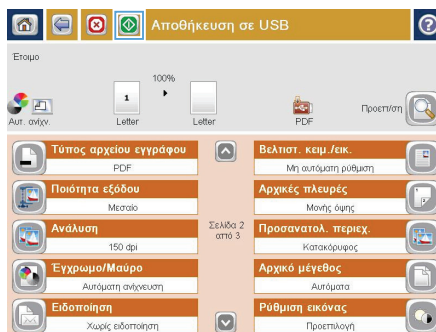 Αποθήκευση σε USB
Έτοιμο
100%
1
Αυτ. ανίχν.
Letter
Letter
PDF
Προεπ/ση
Τύπος αρχείου εγγράφου
PDF
Ποιότητα εξόδου
Μεσαίο
Ανάλυση
150 dpi
Έγχρωμο/Μαύρο
Αυτόματη ανίχνευση
Ειδοποίηση
Χωρίς ειδοποίηση
Σελίδα 2
από 3
Βελτιστ. κειμ./εικ.
Μη αυτόματη ρύθμιση
Αρχικές πλευρές
Μονής όψης
Προσανατολ. περιεχ.
Κατακόρυφος
Αρχικό μέγεθος
Αυτόματα
Ρύθμιση εικόνας
Προεπιλογή